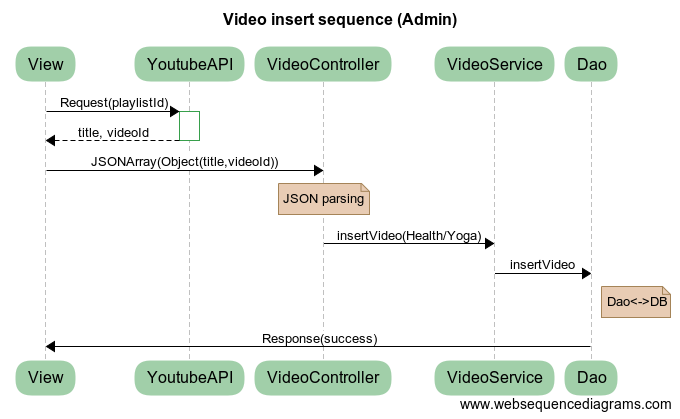 Video insert sequence (Admin)
View YoutubeAPI VideoController VideoService Dao
Request(playlistId)
title, videoId
JSONArray(Object(title,videoId))
JSON parsing
insertVideo(Health/Yoga)
insertVideo
Dao<->DB
Response(success)
View YoutubeAPI VideoController VideoService Dao
www.websequencediagrams.com